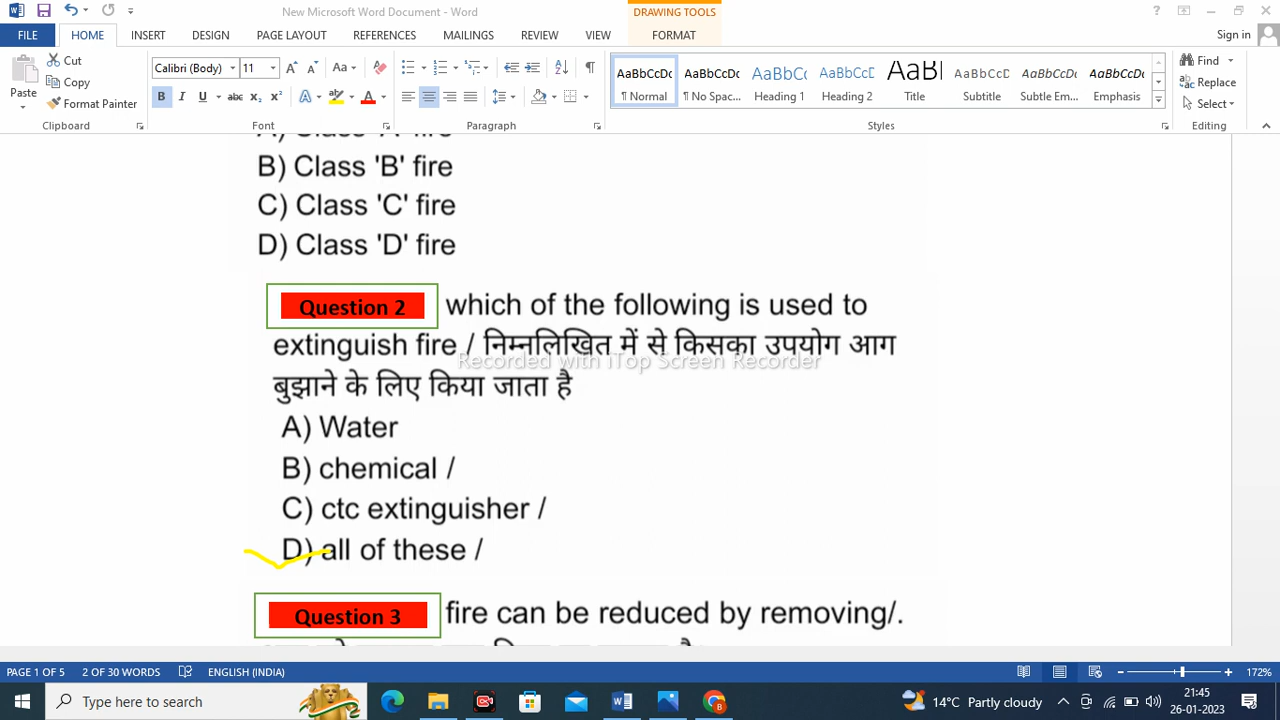 New Microsoft Word Document - Word
DRAWING TOOLS
?
FILE HOME INSERT DESIGN PAGE LAYOUT REFERENCES MAILINGS REVIEW VIEW FORMAT
Sign in
Paste
Cut
Copy
Format Painter
Clipboard
Calibri (Body) 11
Font
Paragraph
AaBbCcDc AaBbCcDc AaBbCc AaBbCcD AaBl AaBbCcD AaBbCcDc AaBbCcDc
¶ Normal ¶ No Spac... Heading 1 Heading 2 Title Subtitle Subtle Em... Emphasis
Styles
Find
Replace
Select
Editing
A) Class 'A' fire
B) Class 'B' fire
C) Class 'C' fire
D) Class 'D' fire
Question 2 which of the following is used to
extinguish fire / निम्नलिखित में से किसका उपयोग आग
Recorded with iTop Screen Recorder
बुझाने के लिए किया जाता है
A) Water
B) chemical /
C) ctc extinguisher /
D) all of these /
Question 3 fire can be reduced by removing/.
PAGE 1 OF 5 2 OF 30 WORDS ENGLISH (INDIA) 172%
Type here to search
14°C Partly cloudy
21:45
26-01-2023